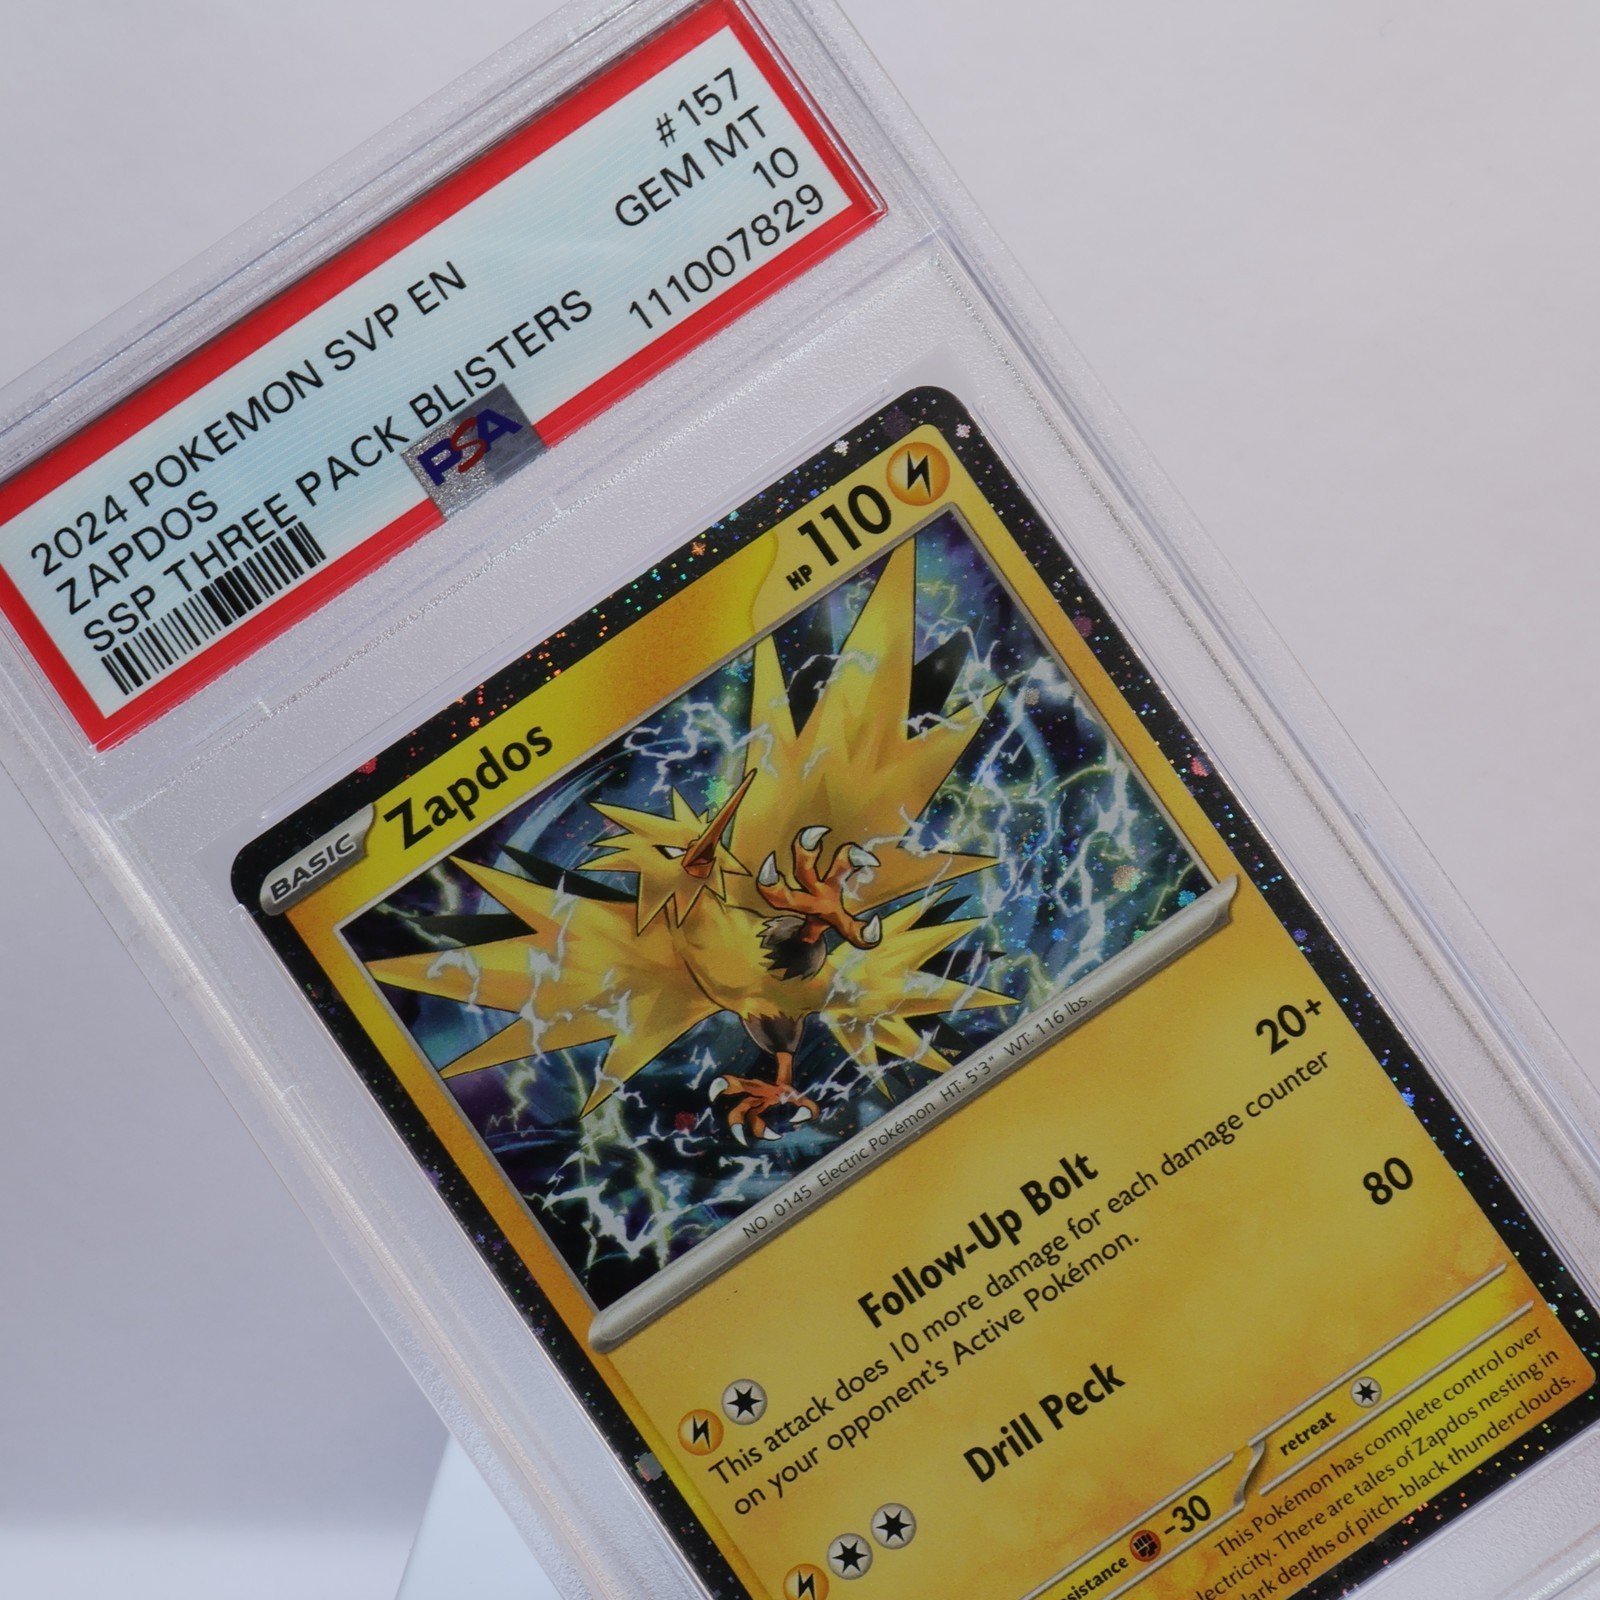 2024 POKEMON SVP EN #157
ZAPDOS GEM MT
SSP THREE PACK BLISTERS 10
111007829
PSA
BASIC Zapdos HP 110
NO. 0145 Electric Pokémon HT: 5'3" WT: 116 lbs.
Follow-Up Bolt 20+
This attack does 10 more damage for each damage counter
on your opponent's Active Pokémon.
Drill Peck 80
-30 retreat
This Pokémon has complete control over
There are tales of Zapdos nesting in
depths of pitch-black thunderclouds.